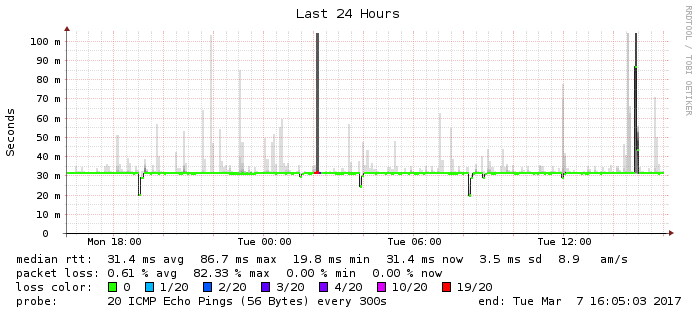 Last 24 Hours
RRDTOOL / TOBI OETIKER
Seconds
100 m
90 m
80 m
70 m
60 m
50 m
40 m
30 m
20 m
10 m
0
Mon 18:00 Tue 00:00 Tue 06:00 Tue 12:00
median rtt: 31.4 ms avg 86.7 ms max 19.8 ms min 31.4 ms now 3.5 ms sd 8.9 am/s
packet loss: 0.61 % avg 82.33 % max 0.00 % min 0.00 % now
loss color: 0 1/20 2/20 3/20 4/20 10/20 19/20
probe: 20 ICMP Echo Pings (56 Bytes) every 300s end: Tue Mar 7 16:05:03 2017